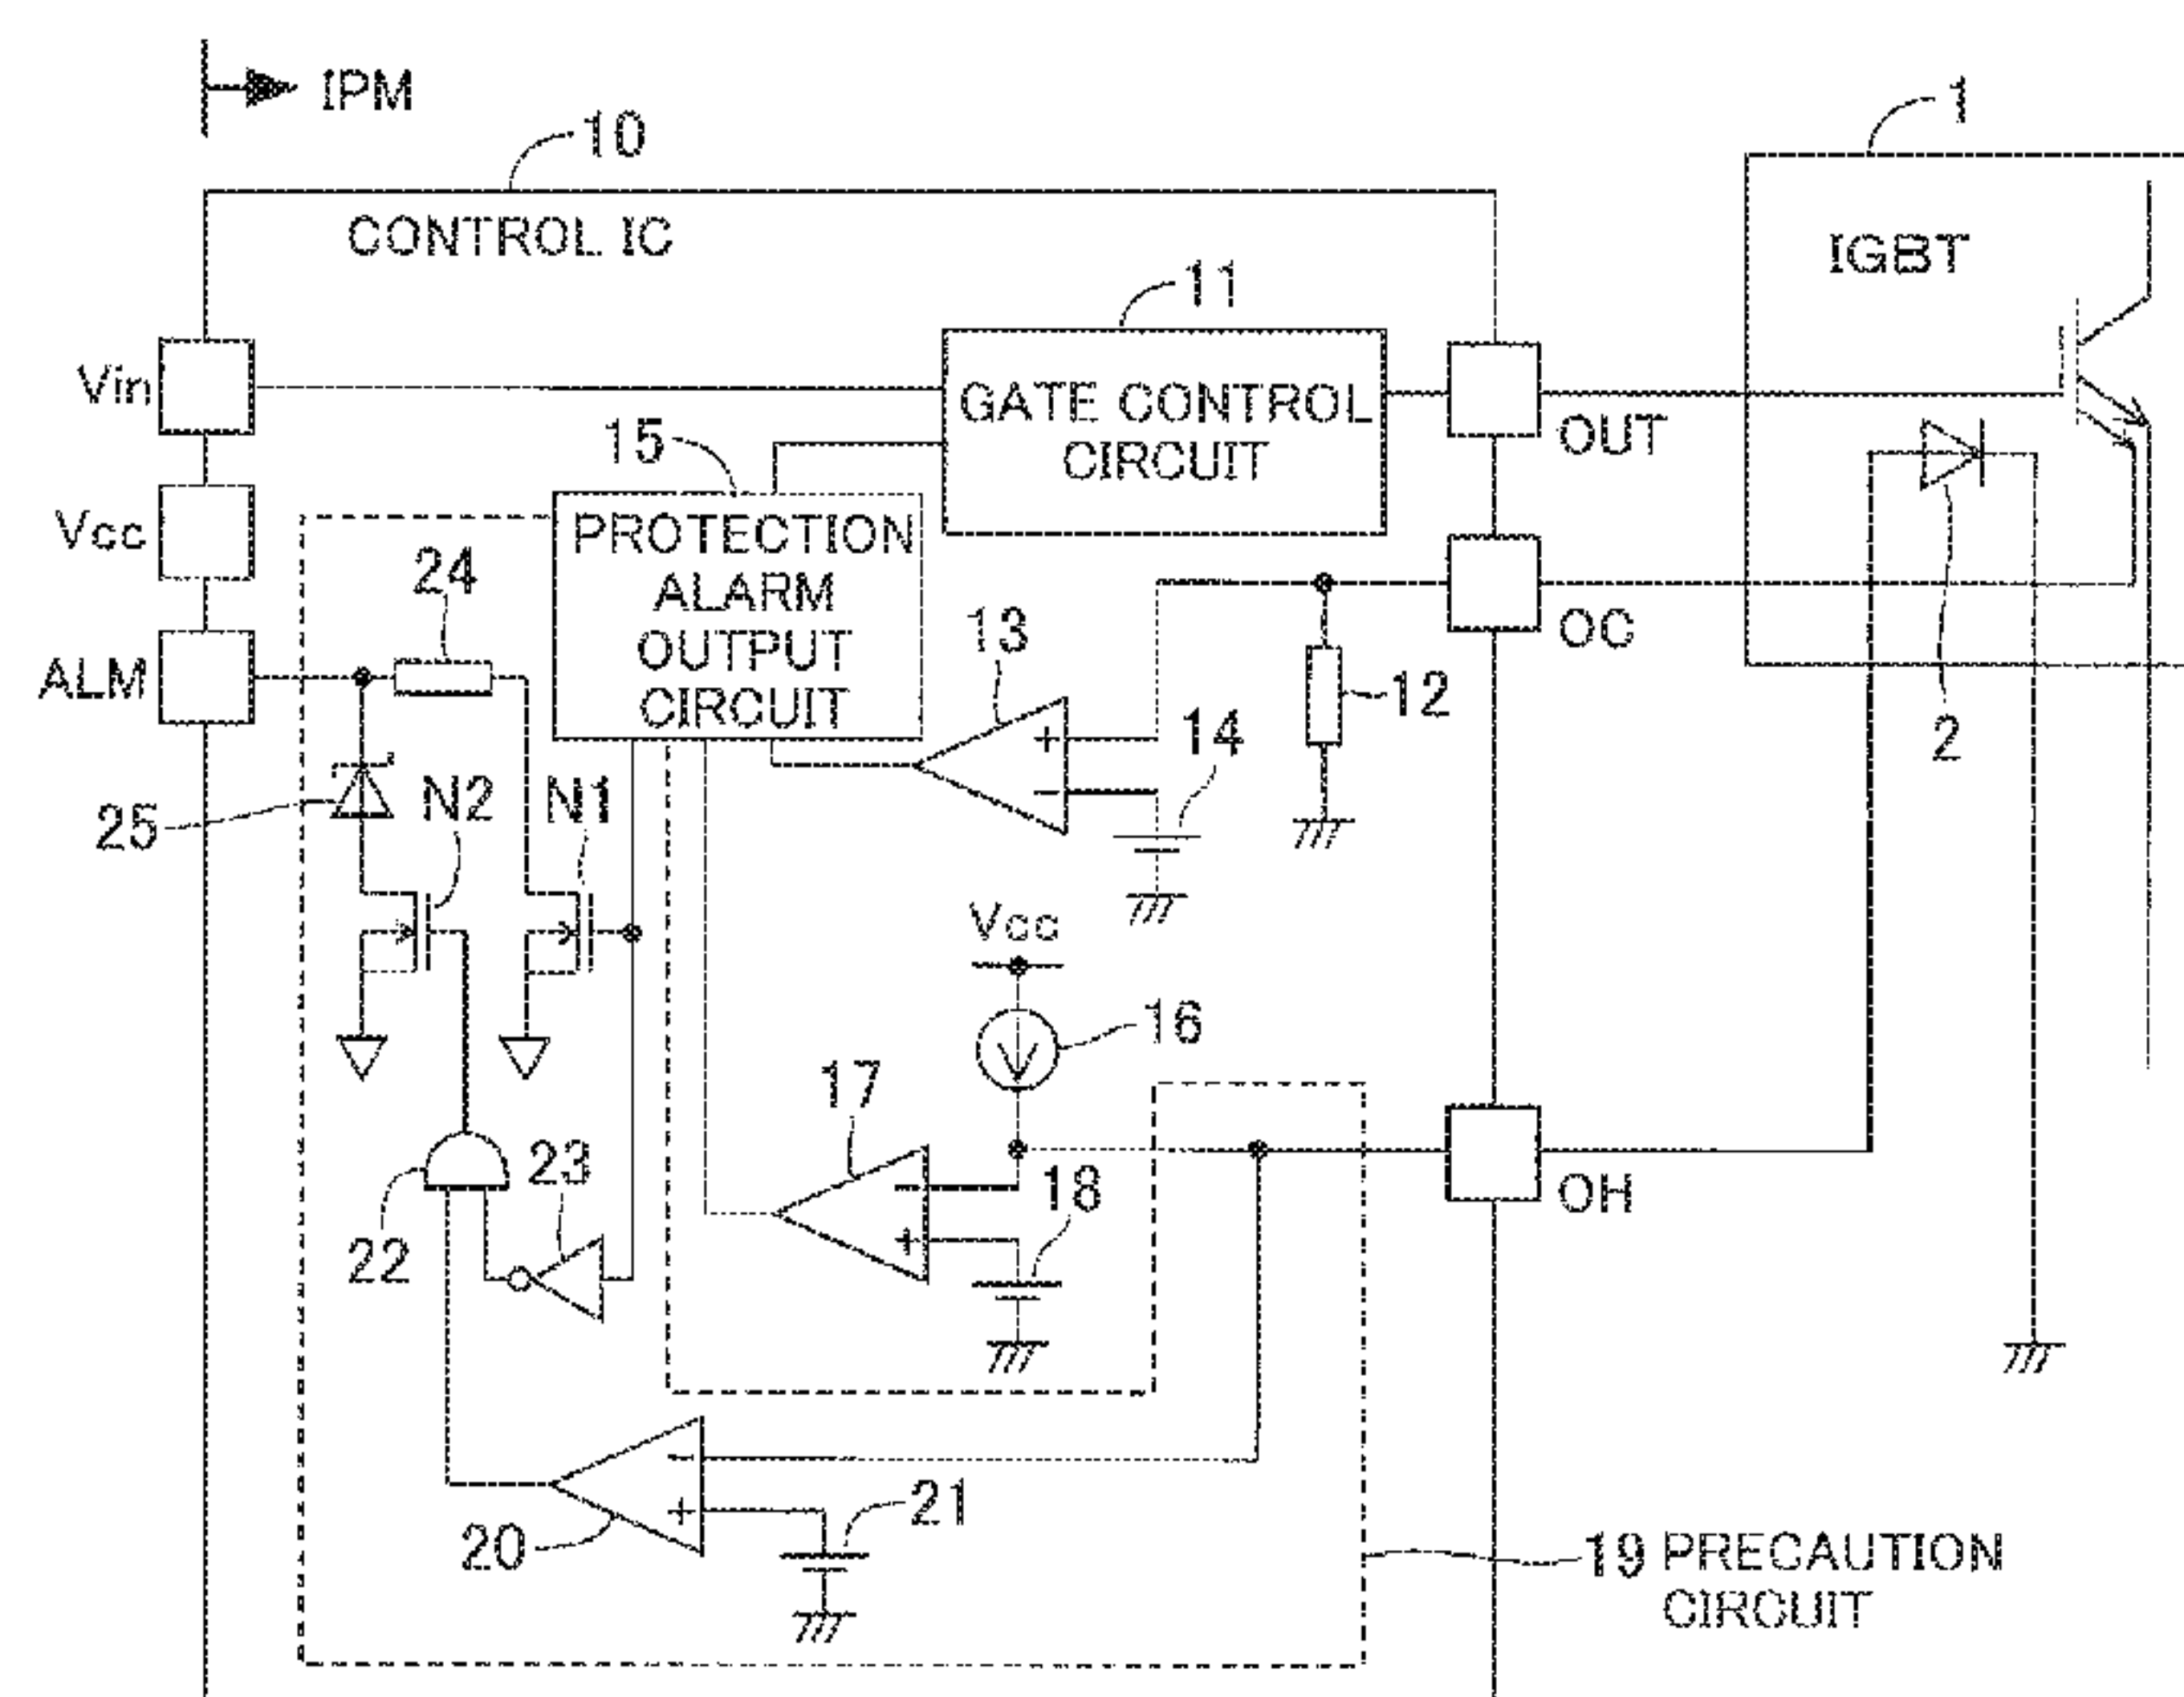 IPM
10
1
CONTROL IC
IGBT
11
Vin
GATE CONTROL
CIRCUIT
OUT
15
Vcc
PROTECTION
ALARM
OUTPUT
CIRCUIT
24
ALM
OC
13
12
14
2
25
N2
N1
Vcc
16
17
18
OH
22
23
20
21
19 PRECAUTION
CIRCUIT